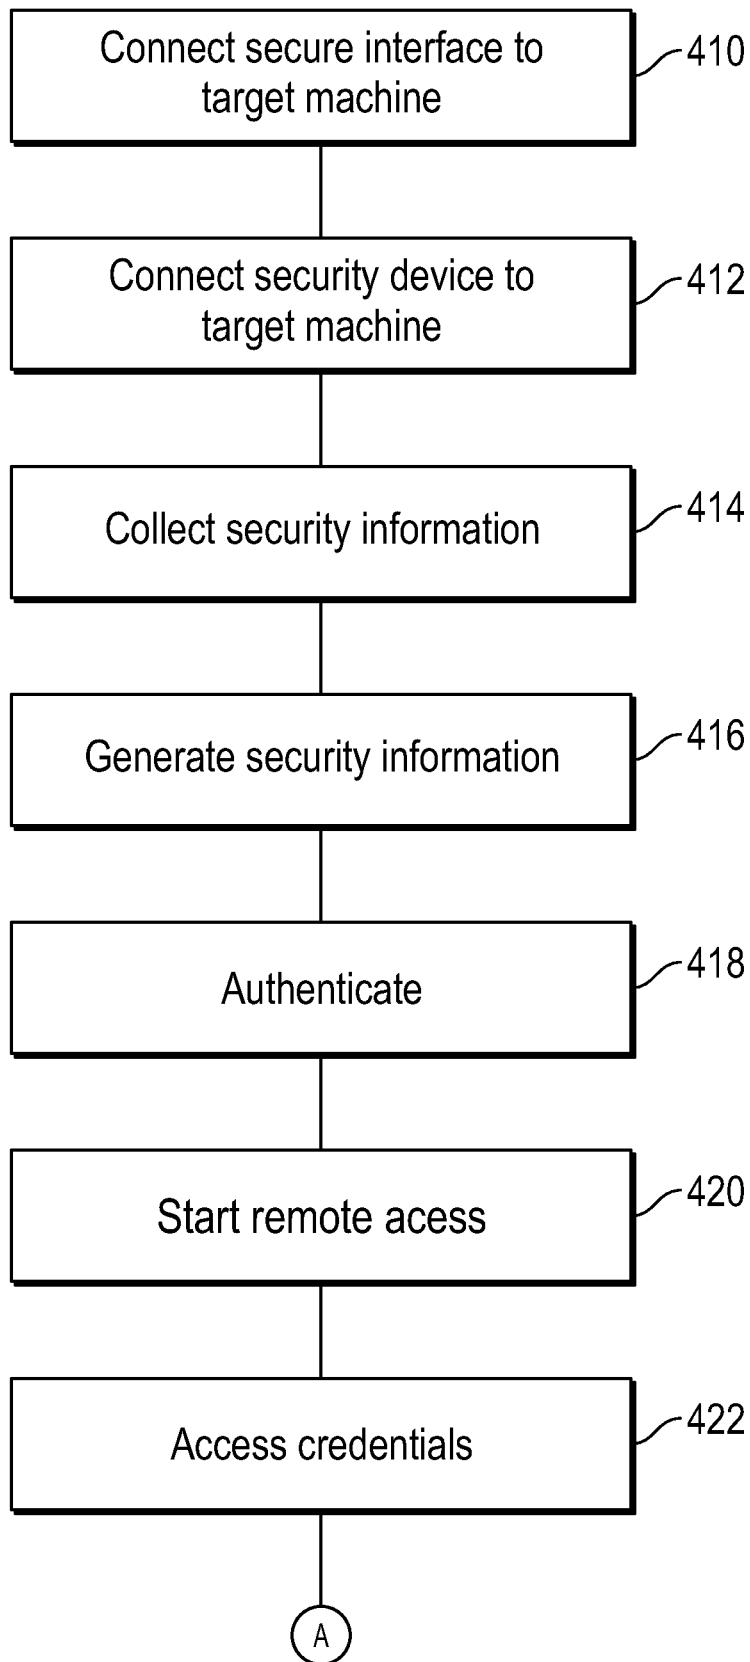 Connect secure interface to
target machine
410
Connect security device to
target machine
412
Collect security information
414
Generate security information
416
Authenticate
418
Start remote acess
420
Access credentials
422
A